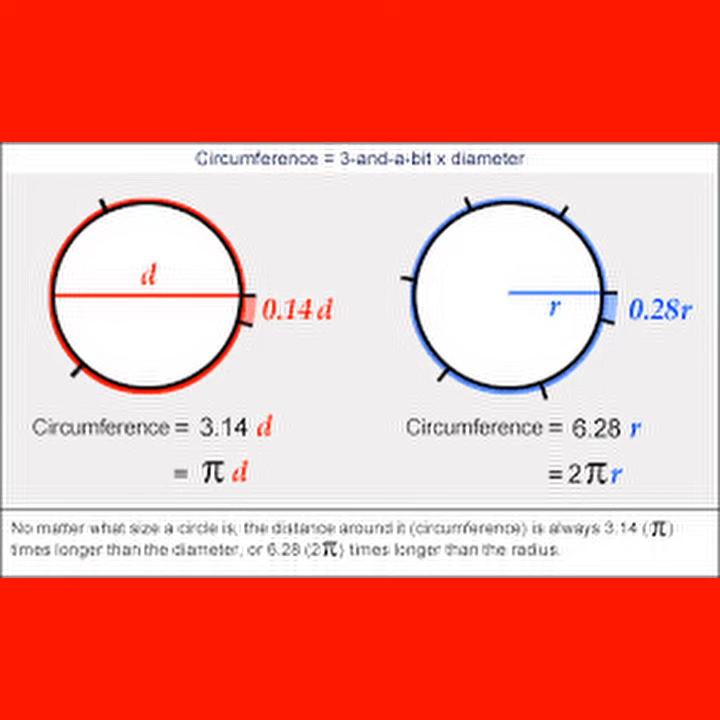 Circumference = 3-and-a-bit x diameter
d
0.14 d
r
0.28r
Circumference = 3.14 d
= π d
Circumference = 6.28 r
= 2πr
No matter what size a circle is, the distance around it (circumference) is always 3.14 (π)
times longer than the diameter, or 6.28 (2π) times longer than the radius.